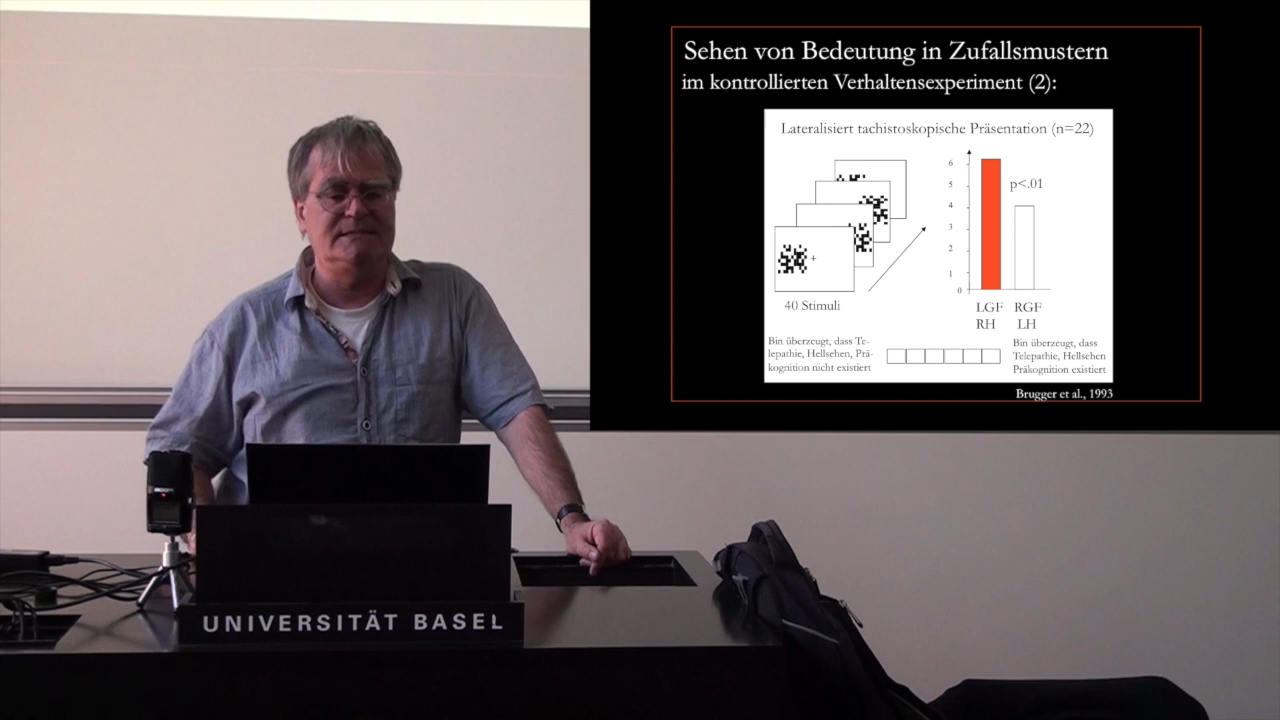 Sehen von Bedeutung in Zufallsmustern
im kontrollierten Verhaltensexperiment (2):
Lateralisiert tachistoskopische Präsentation (n=22)
6
5
4
3
2
1
0
p<.01
+
40 Stimuli
LGF RGF
RH LH
Bin überzeugt, dass Te-
lepathie, Hellsehen, Prä-
kognition nicht existiert
Bin überzeugt, dass
Telepathie, Hellsehen
Präkognition existiert
Brugger et al., 1993
UNIVERSITÄT BASEL